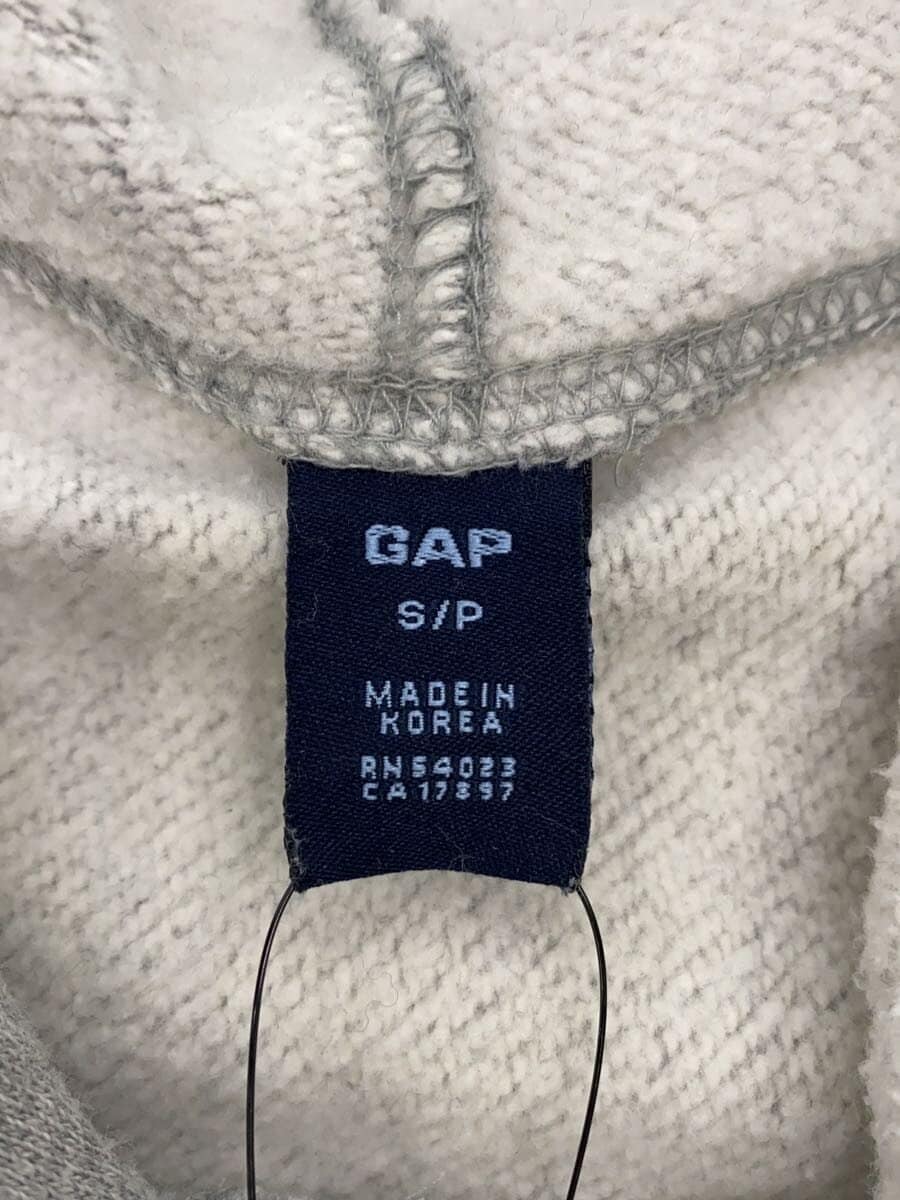 GAP
S/P
MADE IN
KOREA
RN54023
CA17897